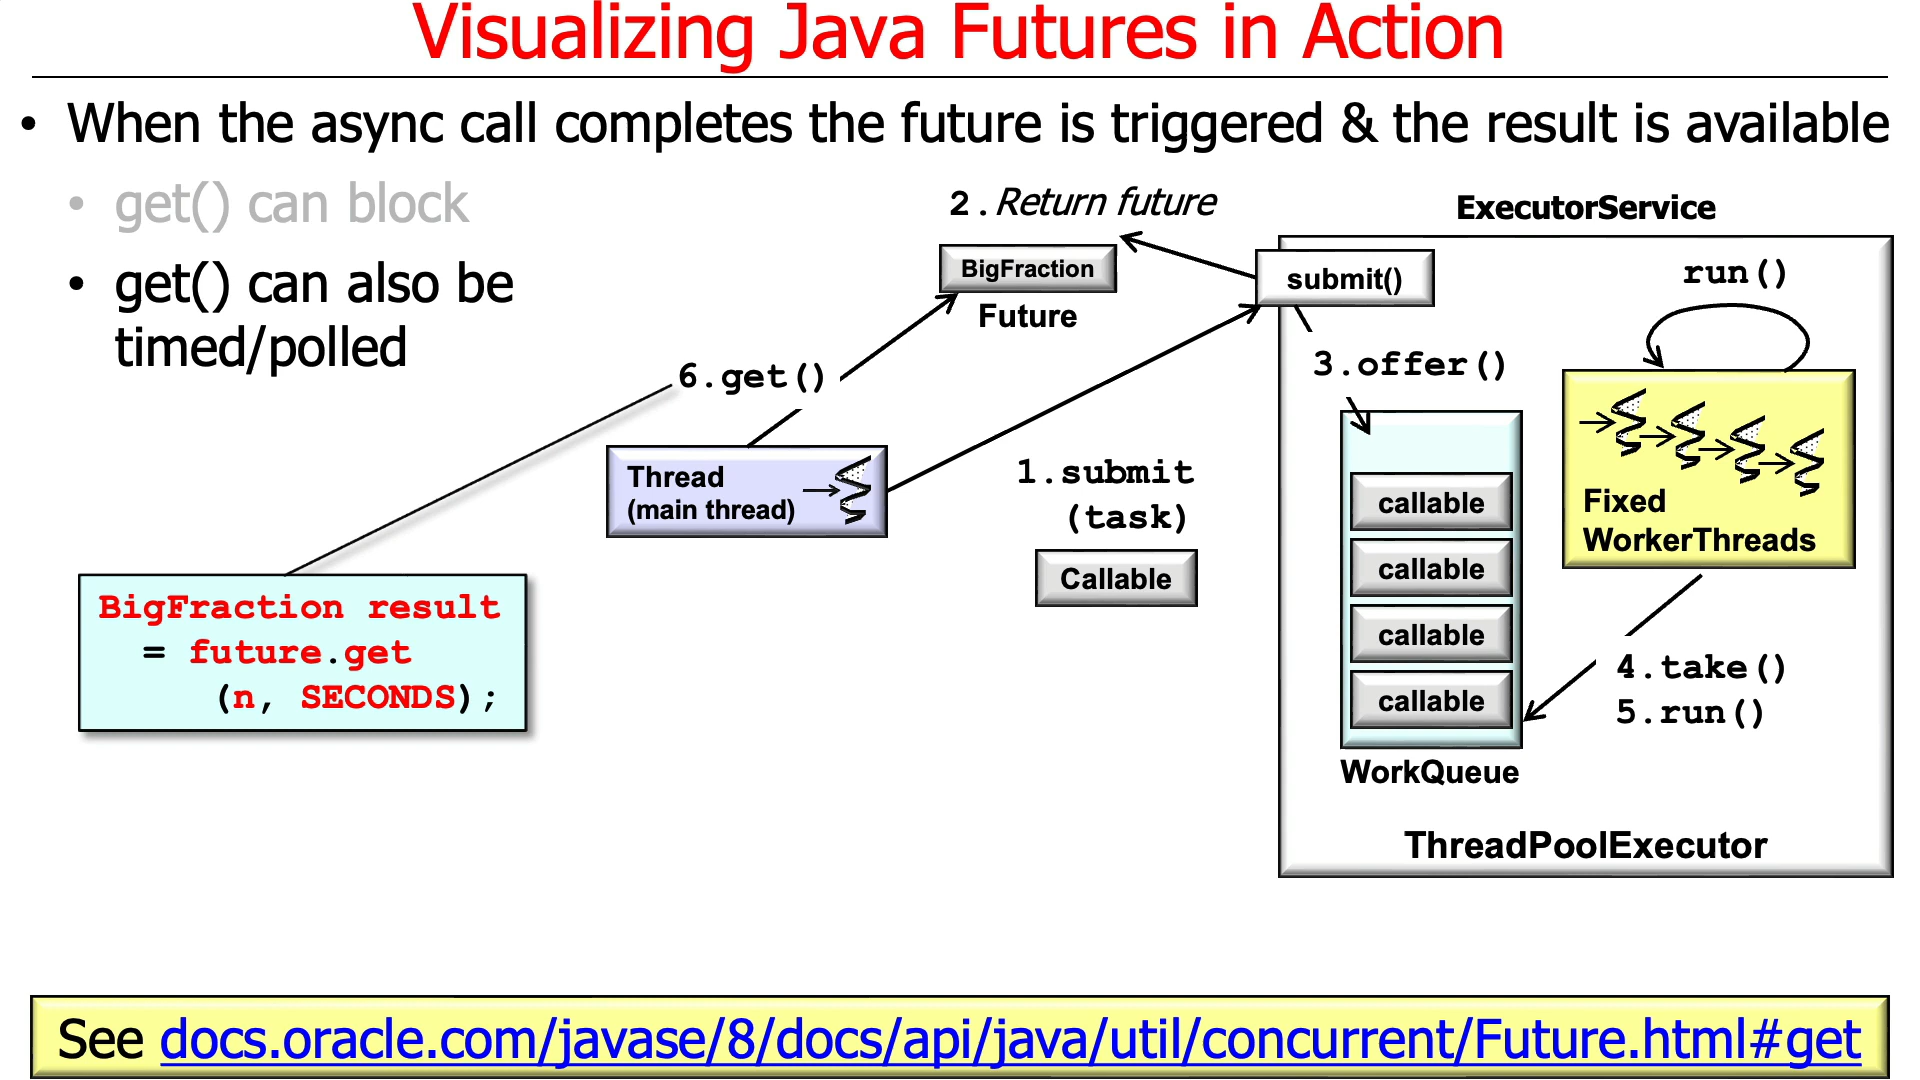 Visualizing Java Futures in Action
• When the async call completes the future is triggered & the result is available
• get() can block
• get() can also be
timed/polled
2.Return future
BigFraction
Future
6.get()
Thread
(main thread)
BigFraction result
= future.get
(n, SECONDS);
1.submit
(task)
Callable
ExecutorService
submit()
run()
3.offer()
callable
callable
callable
callable
WorkQueue
Fixed
WorkerThreads
4.take()
5.run()
ThreadPoolExecutor
See docs.oracle.com/javase/8/docs/api/java/util/concurrent/Future.html#get